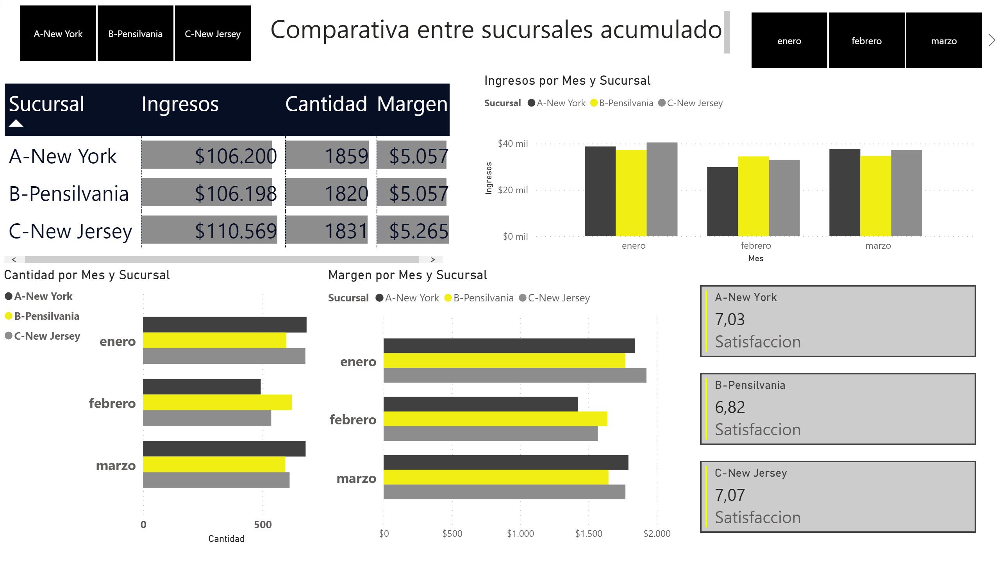 A-New York
B-Pensilvania
C-New Jersey
Comparativa entre sucursales acumulado
enero
febrero
marzo
Sucursal Ingresos Cantidad Margen
A-New York $106.200 1859 $5.057
B-Pensilvania $106.198 1820 $5.057
C-New Jersey $110.569 1831 $5.265
Ingresos por Mes y Sucursal
Sucursal A-New York B-Pensilvania C-New Jersey
Ingresos
$40 mil
$20 mil
$0 mil
enero febrero marzo
Mes
Cantidad por Mes y Sucursal
A-New York
B-Pensilvania
C-New Jersey
enero
febrero
marzo
0 500
Cantidad
Margen por Mes y Sucursal
Sucursal A-New York B-Pensilvania C-New Jersey
enero
febrero
marzo
$0 $500 $1.000 $1.500 $2.000
A-New York
7,03
Satisfaccion
B-Pensilvania
6,82
Satisfaccion
C-New Jersey
7,07
Satisfaccion